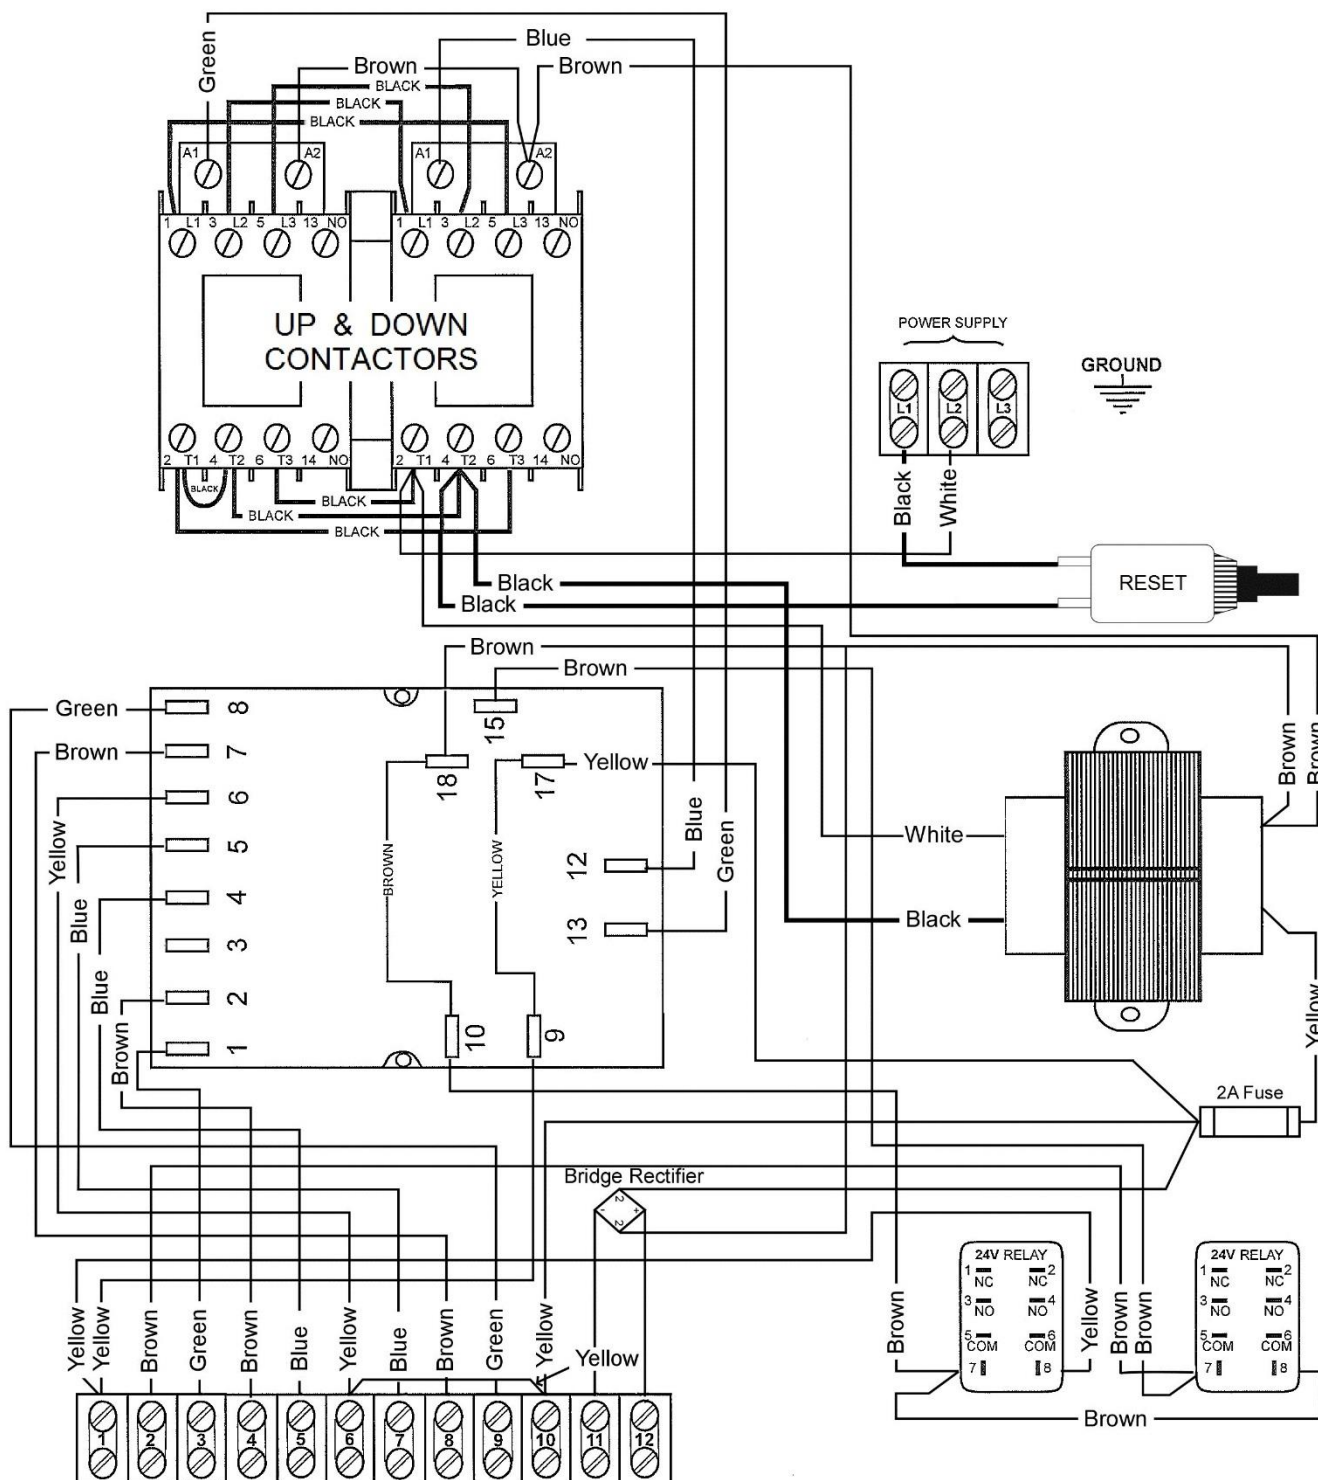 Green
Blue
Brown
Brown
BLACK
BLACK
BLACK
A1 A2 A1 A2
1 L1 3 L2 5 L3 13 NO 1 L1 3 L2 5 L3 13 NO
UP & DOWN
CONTACTORS
2 T1 4 T2 6 T3 14 NO 2 T1 4 T2 6 T3 14 NO
BLACK
BLACK
BLACK
BLACK
POWER SUPPLY
L1 L2 L3
GROUND
Black
White
RESET
Black
Black
Brown
Brown
Green
Brown
Yellow
Blue
Blue
Brown
8
7
6
5
4
3
2
1
15
18
17
Yellow
BROWN
YELLOW
12
13
10
9
Blue
Green
White
Black
Brown
Brown
Yellow
2A Fuse
Bridge Rectifier
2
- +
2
Yellow
Yellow
Brown
Green
Brown
Blue
Yellow
Blue
Brown
Green
Yellow
Yellow
Brown
24V RELAY
1 2
NC NC
3 4
NO NO
5 6
COM COM
7 8
Yellow
Brown
Brown
24V RELAY
1 2
NC NC
3 4
NO NO
5 6
COM COM
7 8
Brown
1 2 3 4 5 6 7 8 9 10 11 12